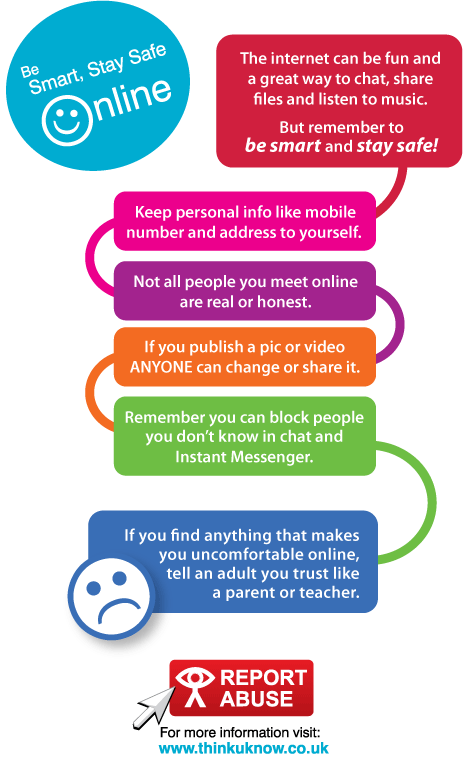 Be
Smart, Stay Safe
Online
The internet can be fun and
a great way to chat, share
files and listen to music.
But remember to
be smart and stay safe!
Keep personal info like mobile
number and address to yourself.
Not all people you meet online
are real or honest.
If you publish a pic or video
ANYONE can change or share it.
Remember you can block people
you don't know in chat and
Instant Messenger.
If you find anything that makes
you uncomfortable online,
tell an adult you trust like
a parent or teacher.
REPORT
ABUSE
For more information visit:
www.thinkuknow.co.uk